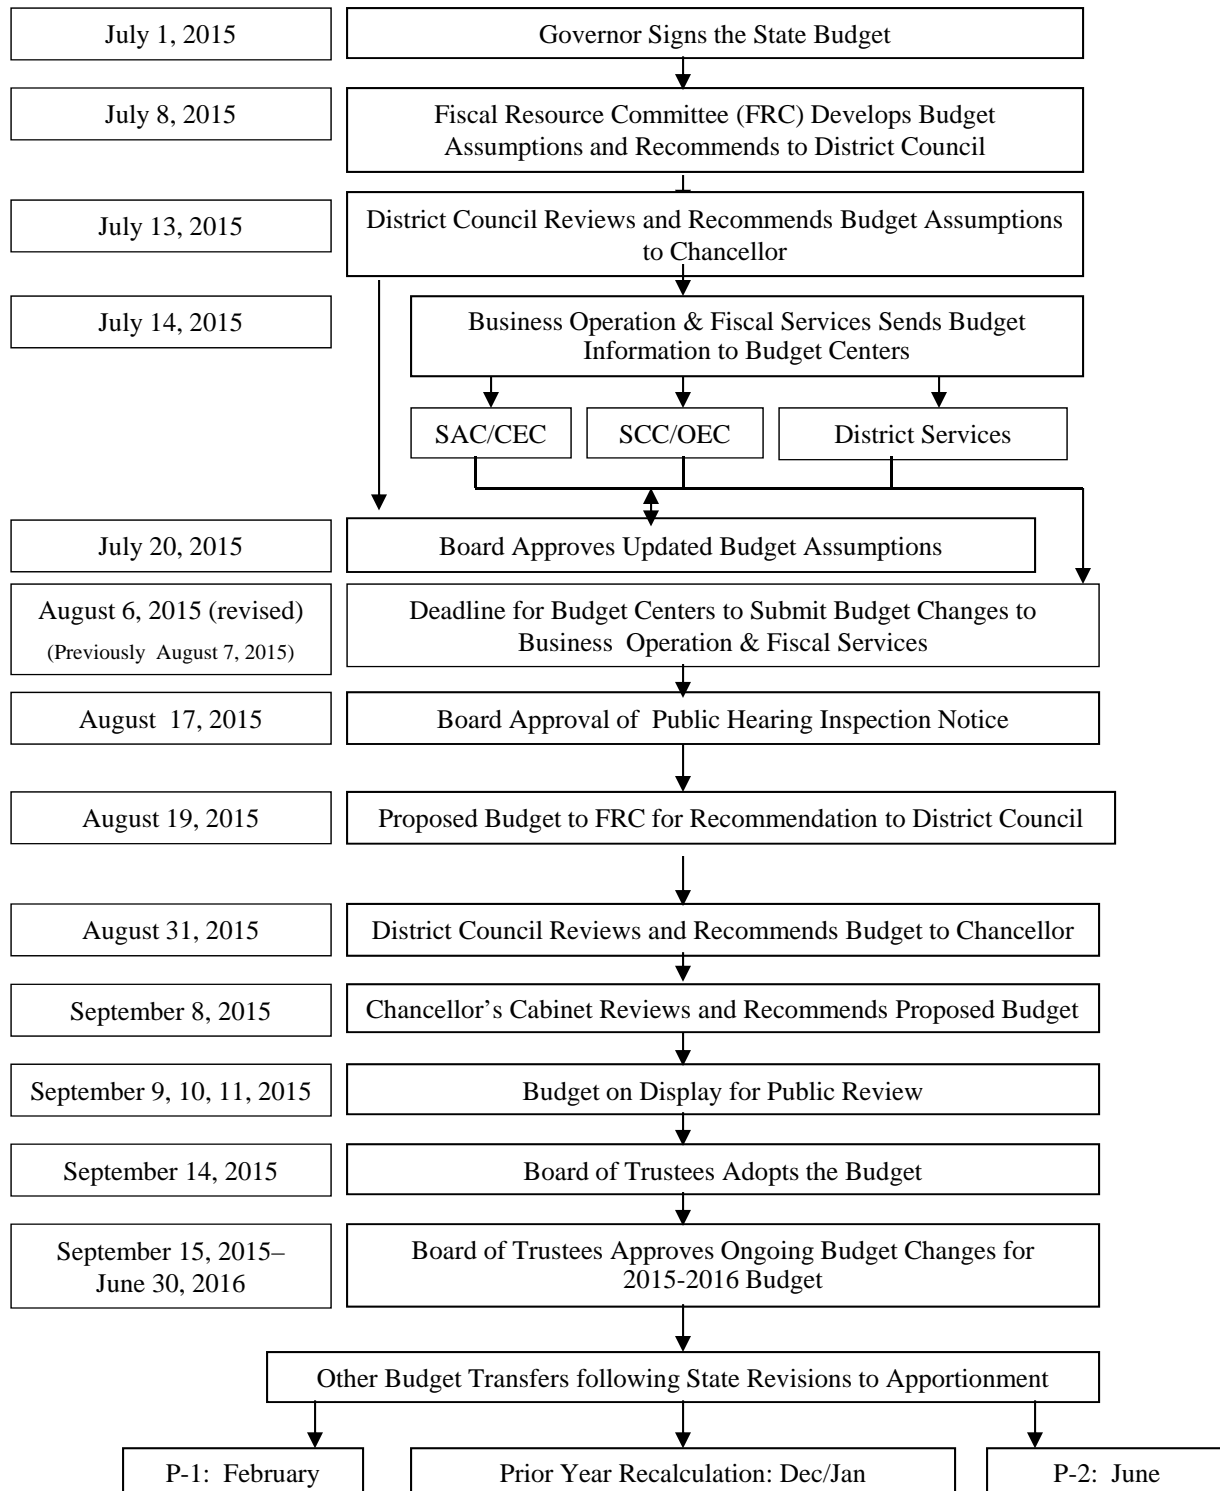 July 1, 2015
Governor Signs the State Budget
July 8, 2015
Fiscal Resource Committee (FRC) Develops Budget
Assumptions and Recommends to District Council
July 13, 2015
District Council Reviews and Recommends Budget Assumptions
to Chancellor
July 14, 2015
Business Operation & Fiscal Services Sends Budget
Information to Budget Centers
SAC/CEC
SCC/OEC
District Services
July 20, 2015
Board Approves Updated Budget Assumptions
August 6, 2015 (revised)
(Previously August 7, 2015)
Deadline for Budget Centers to Submit Budget Changes to
Business Operation & Fiscal Services
August 17, 2015
Board Approval of Public Hearing Inspection Notice
August 19, 2015
Proposed Budget to FRC for Recommendation to District Council
August 31, 2015
District Council Reviews and Recommends Budget to Chancellor
September 8, 2015
Chancellor’s Cabinet Reviews and Recommends Proposed Budget
September 9, 10, 11, 2015
Budget on Display for Public Review
September 14, 2015
Board of Trustees Adopts the Budget
September 15, 2015–
June 30, 2016
Board of Trustees Approves Ongoing Budget Changes for
2015-2016 Budget
Other Budget Transfers following State Revisions to Apportionment
P-1: February
Prior Year Recalculation: Dec/Jan
P-2: June